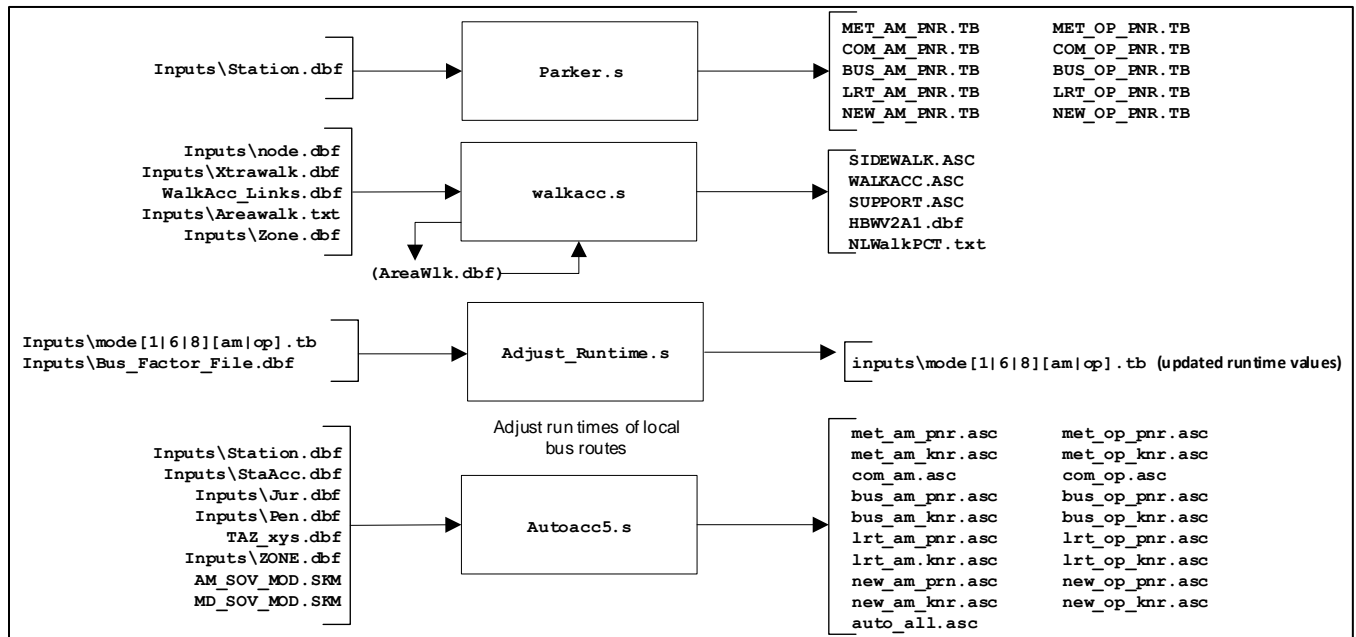 Inputs\Station.dbf
Parker.s
MET_AM_PNR.TB MET_OP_PNR.TB
COM_AM_PNR.TB COM_OP_PNR.TB
BUS_AM_PNR.TB BUS_OP_PNR.TB
LRT_AM_PNR.TB LRT_OP_PNR.TB
NEW_AM_PNR.TB NEW_OP_PNR.TB
Inputs\node.dbf
Inputs\Xtrawalk.dbf
WalkAcc_Links.dbf
Inputs\Areawalk.txt
Inputs\Zone.dbf
walkacc.s
(AreaWlk.dbf)
SIDEWALK.ASC
WALKACC.ASC
SUPPORT.ASC
HBWV2A1.dbf
NLWalkPCT.txt
Inputs\mode[1|6|8][am|op].tb
Inputs\Bus_Factor_File.dbf
Adjust_Runtime.s
inputs\mode[1|6|8][am|op].tb (updated runtime values)
Adjust run times of local
bus routes
Inputs\Station.dbf
Inputs\StaAcc.dbf
Inputs\Jur.dbf
Inputs\Pen.dbf
TAZ_xys.dbf
Inputs\ZONE.dbf
AM_SOV_MOD.SKM
MD_SOV_MOD.SKM
Autoacc5.s
met_am_pnr.asc met_op_pnr.asc
met_am_knr.asc met_op_knr.asc
com_am.asc com_op.asc
bus_am_pnr.asc bus_op_pnr.asc
bus_am_knr.asc bus_op_knr.asc
lrt_am_pnr.asc lrt_op_pnr.asc
lrt_am.knr.asc lrt_op_knr.asc
new_am_prn.asc new_op_pnr.asc
new_am_knr.asc new_op_knr.asc
auto_all.asc